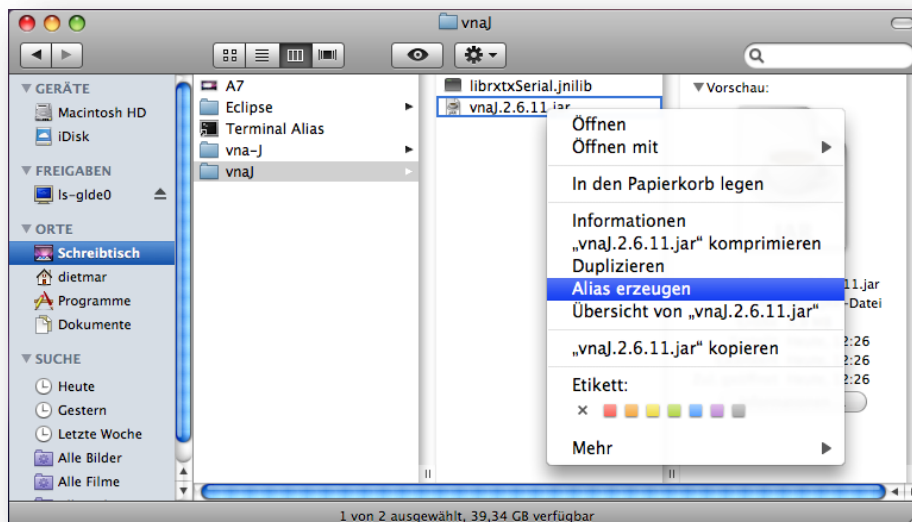 vnaJ
GERÄTE
Macintosh HD
iDisk
FREIGABEN
ls-glde0
ORTE
Schreibtisch
dietmar
Programme
Dokumente
SUCHE
Heute
Gestern
Letzte Woche
Alle Bilder
Alle Filme
A7
Eclipse
Terminal Alias
vna-J
vnaJ
librxtxSerial.jnilib
vnaJ.2.6.11.jar
Vorschau:
11.jar
-Datei
2:26
2:26
2:26
Öffnen
Öffnen mit
In den Papierkorb legen
Informationen
„vnaJ.2.6.11.jar“ komprimieren
Duplizieren
Alias erzeugen
Übersicht von „vnaJ.2.6.11.jar“
„vnaJ.2.6.11.jar“ kopieren
Etikett:
Mehr
1 von 2 ausgewählt, 39,34 GB verfügbar